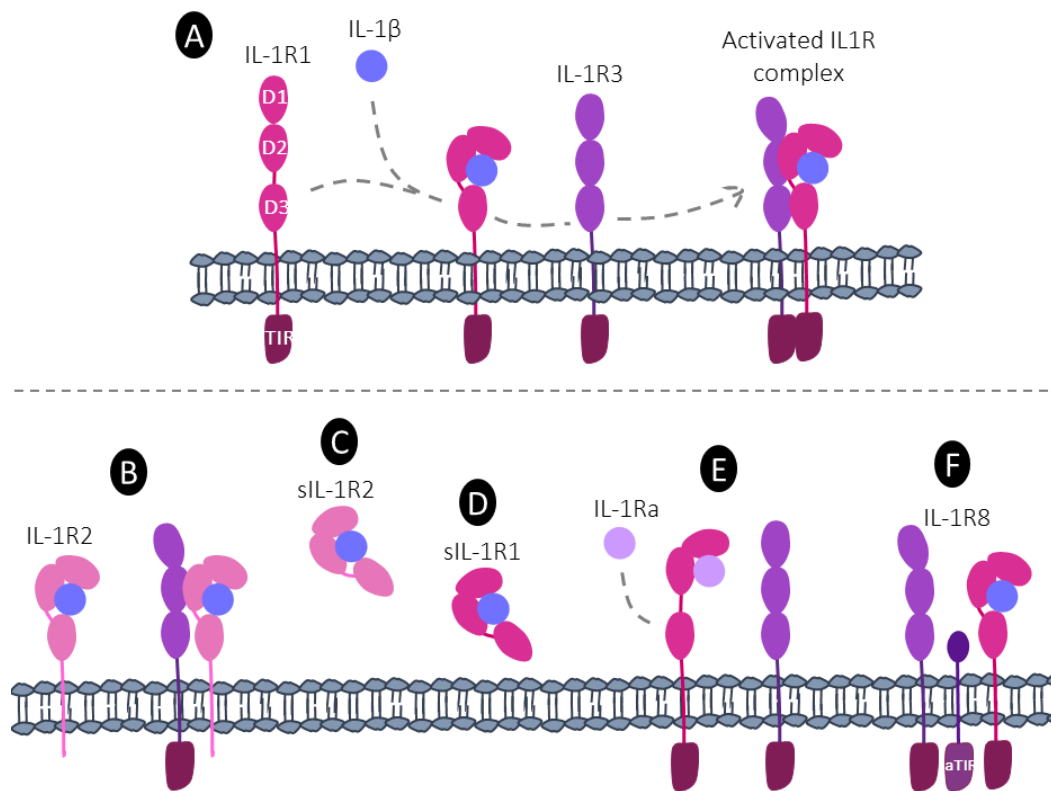 A
IL-1R1
IL-1β
IL-1R3
Activated IL1R
complex
D1
D2
D3
TIR
B
IL-1R2
C
sIL-1R2
D
sIL-1R1
E
IL-1Ra
F
IL-1R8
aTIR